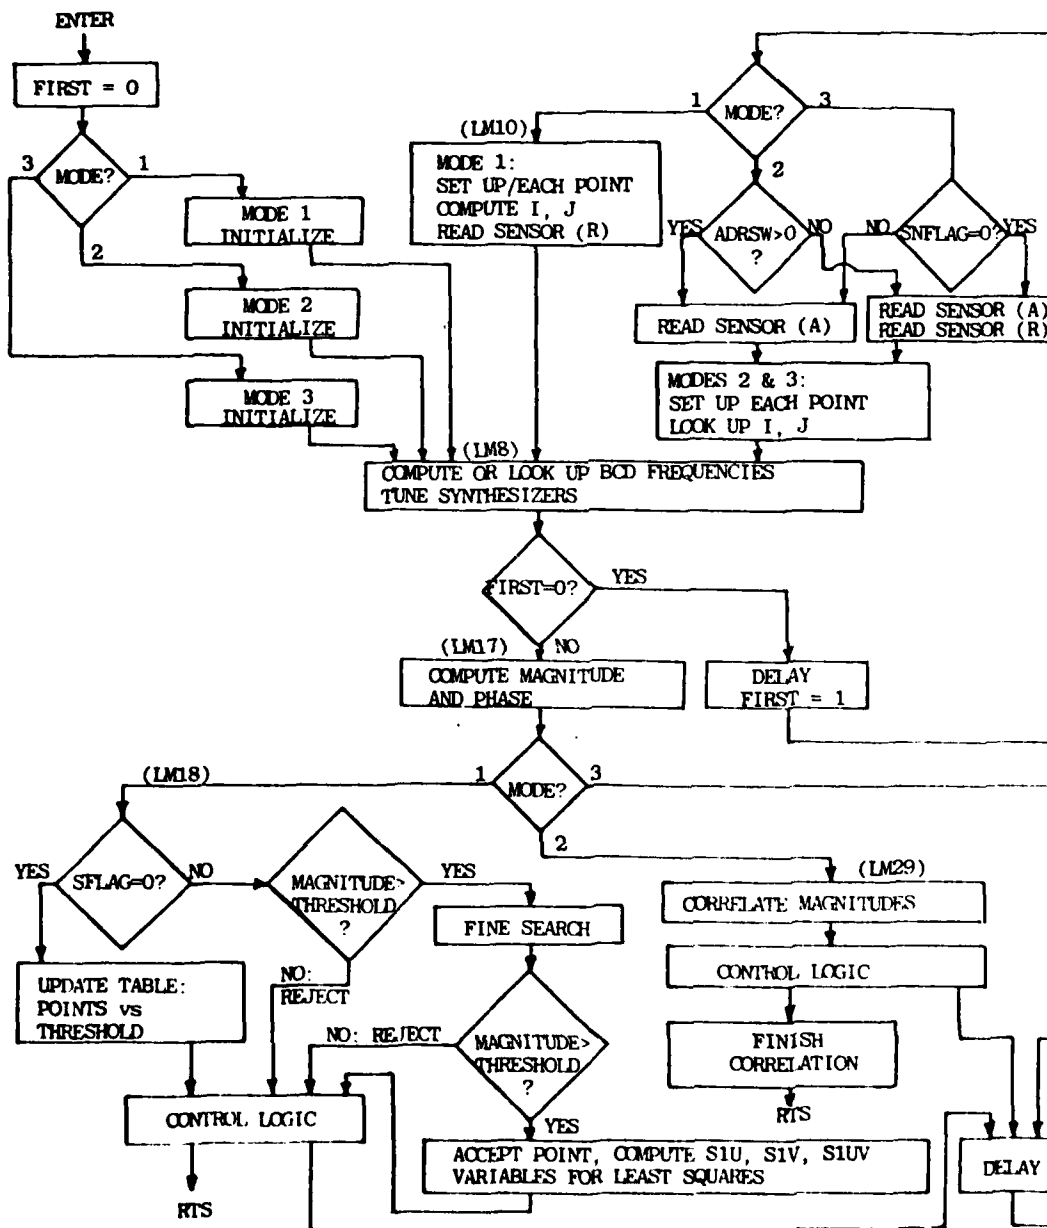 ENTER
FIRST = 0
MODE?
3
1
2
MODE 1
INITIALIZE
MODE 2
INITIALIZE
MODE 3
INITIALIZE
MODE?
1
3
2
(LM10)
MODE 1:
SET UP/EACH POINT
COMPUTE I, J
READ SENSOR (R)
YES
ADRSW>0
?
NO
NO
SNFLAG=0?
YES
READ SENSOR (A)
READ SENSOR (A)
READ SENSOR (R)
MODES 2 & 3:
SET UP EACH POINT
LOOK UP I, J
(LM8)
COMPUTE OR LOOK UP BCD FREQUENCIES
TUNE SYNTHESIZERS
FIRST=0?
YES
NO
(LM17)
COMPUTE MAGNITUDE
AND PHASE
DELAY
FIRST = 1
(LM18)
1
MODE?
3
2
YES
SFLAG=0?
NO
MAGNITUDE>
THRESHOLD
?
YES
NO:
REJECT
FINE SEARCH
(LM29)
CORRELATE MAGNITUDES
CONTROL LOGIC
FINISH
CORRELATION
RTS
UPDATE TABLE:
POINTS vs
THRESHOLD
NO: REJECT
MAGNITUDE>
THRESHOLD
?
YES
CONTROL LOGIC
RTS
ACCEPT POINT, COMPUTE S1U, S1V, S1UV
VARIABLES FOR LEAST SQUARES
DELAY